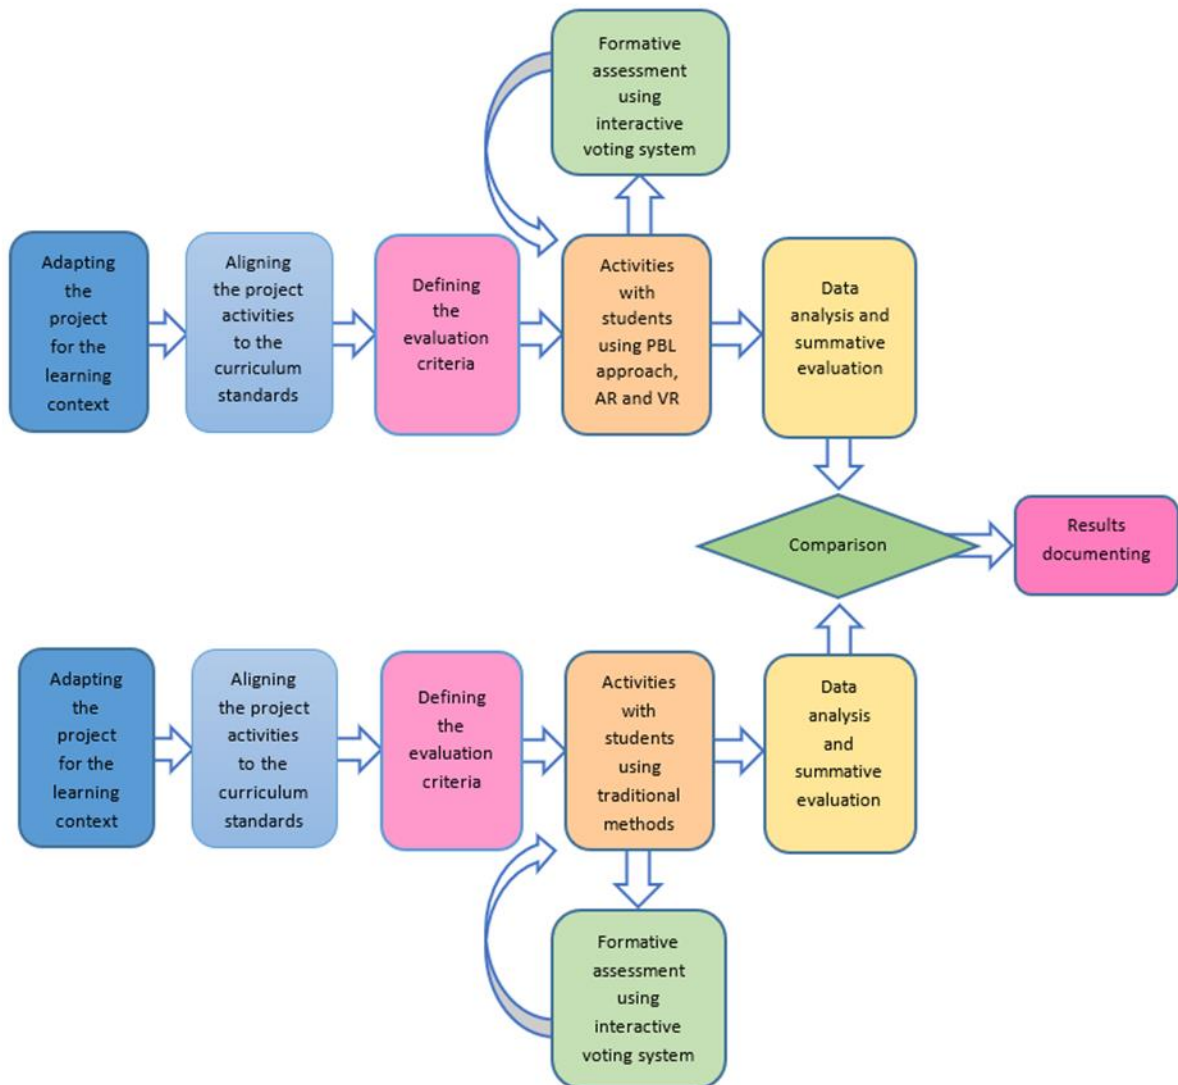 Formative
assessment
using
interactive
voting system
Adapting
the
project
for the
learning
context
Aligning
the project
activities
to the
curriculum
standards
Defining
the
evaluation
criteria
Activities
with
students
using PBL
approach,
AR and VR
Data
analysis and
summative
evaluation
Comparison
Results
documenting
Adapting
the
project
for the
learning
context
Aligning
the project
activities
to the
curriculum
standards
Defining
the
evaluation
criteria
Activities
with
students
using
traditional
methods
Data
analysis
and
summative
evaluation
Formative
assessment
using
interactive
voting system